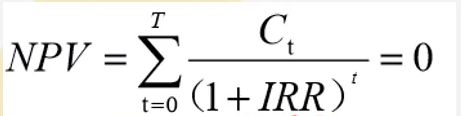 NPV = \sum_{t=0}^{T} \frac{C_t}{(1 + IRR)^t} = 0